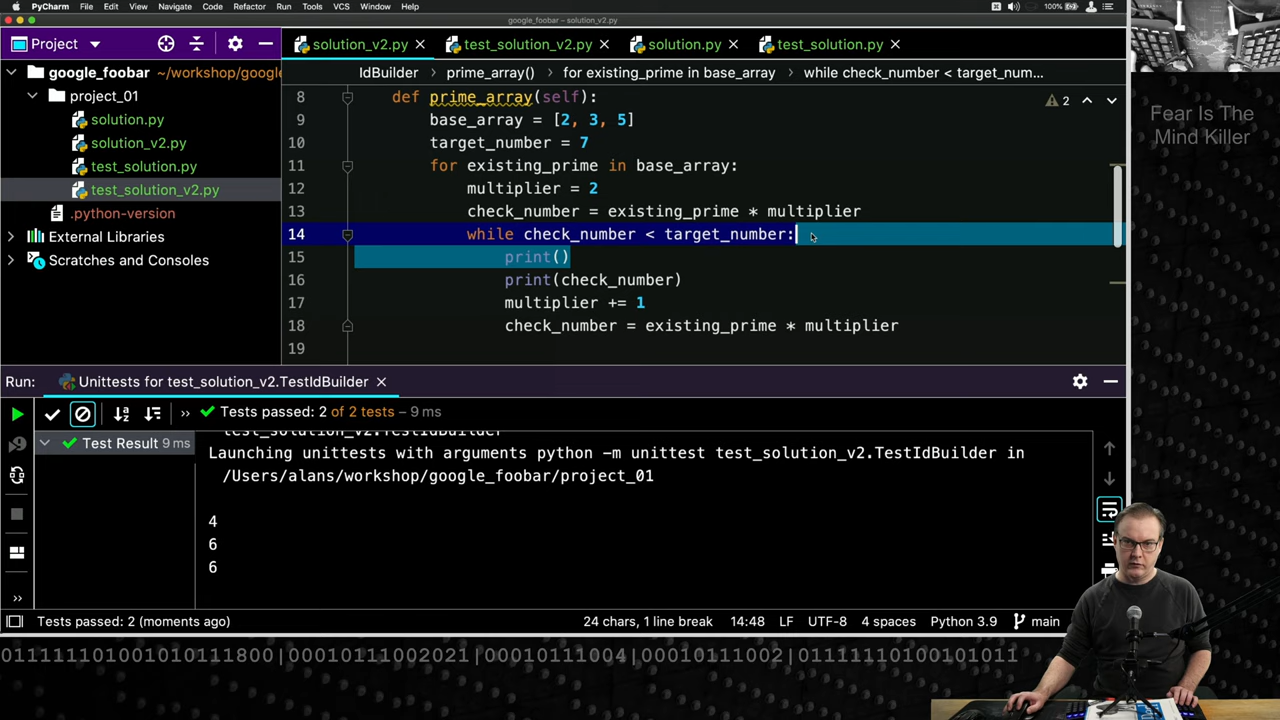 PyCharm File Edit View Navigate Code Refactor Run Tools VCS Window Help 100%
google_foobar – solution_v2.py
Project
solution_v2.py test_solution_v2.py solution.py test_solution.py
google_foobar ~/workshop/google
IdBuilder prime_array() for existing_prime in base_array while check_number < target_num...
project_01
solution.py
solution_v2.py
test_solution.py
test_solution_v2.py
.python-version
External Libraries
Scratches and Consoles
2
8 def prime_array(self):
9 base_array = [2, 3, 5]
10 target_number = 7
11 for existing_prime in base_array:
12 multiplier = 2
13 check_number = existing_prime * multiplier
14 while check_number < target_number:
15 print()
16 print(check_number)
17 multiplier += 1
18 check_number = existing_prime * multiplier
19
Fear Is The
Mind Killer
Run: Unittests for test_solution_v2.TestIdBuilder
Tests passed: 2 of 2 tests – 9 ms
Test Result 9 ms
test_solution_v2.TestIdBuilder
Launching unittests with arguments python -m unittest test_solution_v2.TestIdBuilder in
/Users/alans/workshop/google_foobar/project_01
4
6
6
Tests passed: 2 (moments ago) 24 chars, 1 line break 14:48 LF UTF-8 4 spaces Python 3.9 main
0111111010010101117800|00010111002021|00010111004|00010111002|01111111010010101